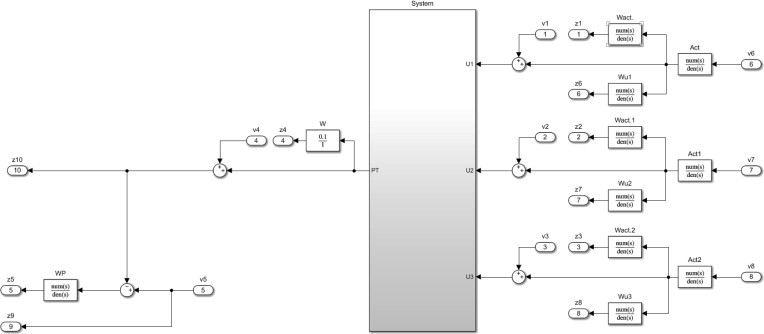 System
v1
1
z1
1
Wact.
num(s)
den(s)
Act
num(s)
den(s)
v6
6
U1
z6
6
Wu1
num(s)
den(s)
v4
4
z4
4
W
0.1
1
v2
2
z2
2
Wact.1
num(s)
den(s)
z10
10
PT
U2
Act1
num(s)
den(s)
v7
7
z7
7
Wu2
num(s)
den(s)
v3
3
z3
3
Wact.2
num(s)
den(s)
U3
Act2
num(s)
den(s)
v8
8
z5
5
WP
num(s)
den(s)
v5
5
z8
8
Wu3
num(s)
den(s)
z9
9